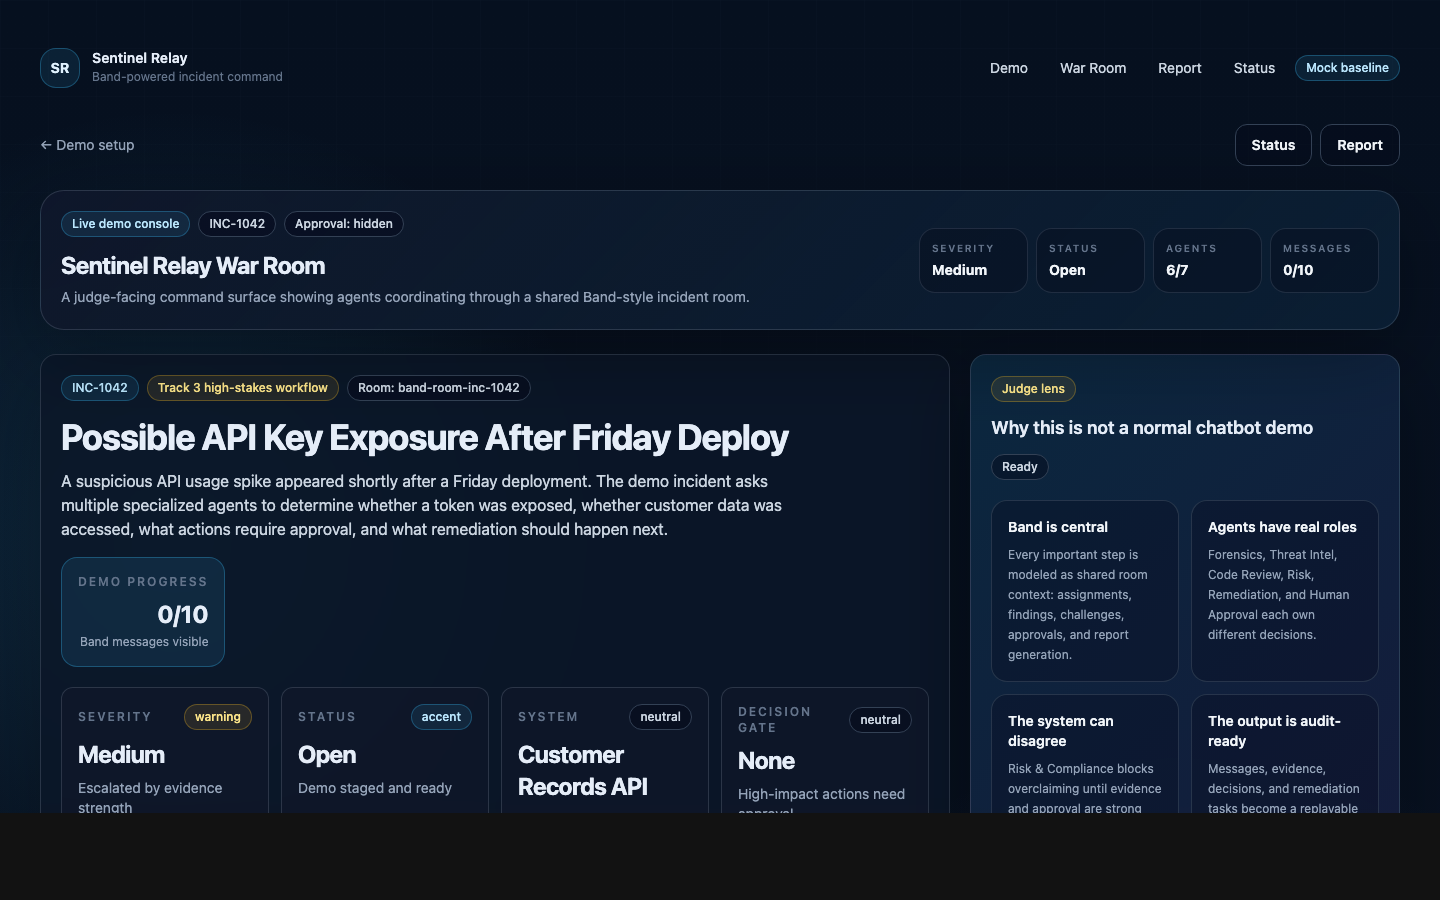 SR
Sentinel Relay
Band-powered incident command
Demo
War Room
Report
Status
Mock baseline
← Demo setup
Status
Report
Live demo console
INC-1042
Approval: hidden
Sentinel Relay War Room
A judge-facing command surface showing agents coordinating through a shared Band-style incident room.
SEVERITY
Medium
STATUS
Open
AGENTS
6/7
MESSAGES
0/10
INC-1042
Track 3 high-stakes workflow
Room: band-room-inc-1042
Possible API Key Exposure After Friday Deploy
A suspicious API usage spike appeared shortly after a Friday deployment. The demo incident asks
multiple specialized agents to determine whether a token was exposed, whether customer data was
accessed, what actions require approval, and what remediation should happen next.
DEMO PROGRESS
0/10
Band messages visible
SEVERITY
warning
Medium
Escalated by evidence
strength
STATUS
accent
Open
Demo staged and ready
SYSTEM
neutral
Customer
Records API
DECISION
GATE
neutral
None
High-impact actions need
approval
Judge lens
Why this is not a normal chatbot demo
Ready
Band is central
Every important step is
modeled as shared room
context: assignments,
findings, challenges,
approvals, and report
generation.
Agents have real roles
Forensics, Threat Intel,
Code Review, Risk,
Remediation, and Human
Approval each own
different decisions.
The system can
disagree
Risk & Compliance blocks
overclaiming until evidence
and approval are strong
The output is audit-
ready
Messages, evidence,
decisions, and remediation
tasks become a replayable